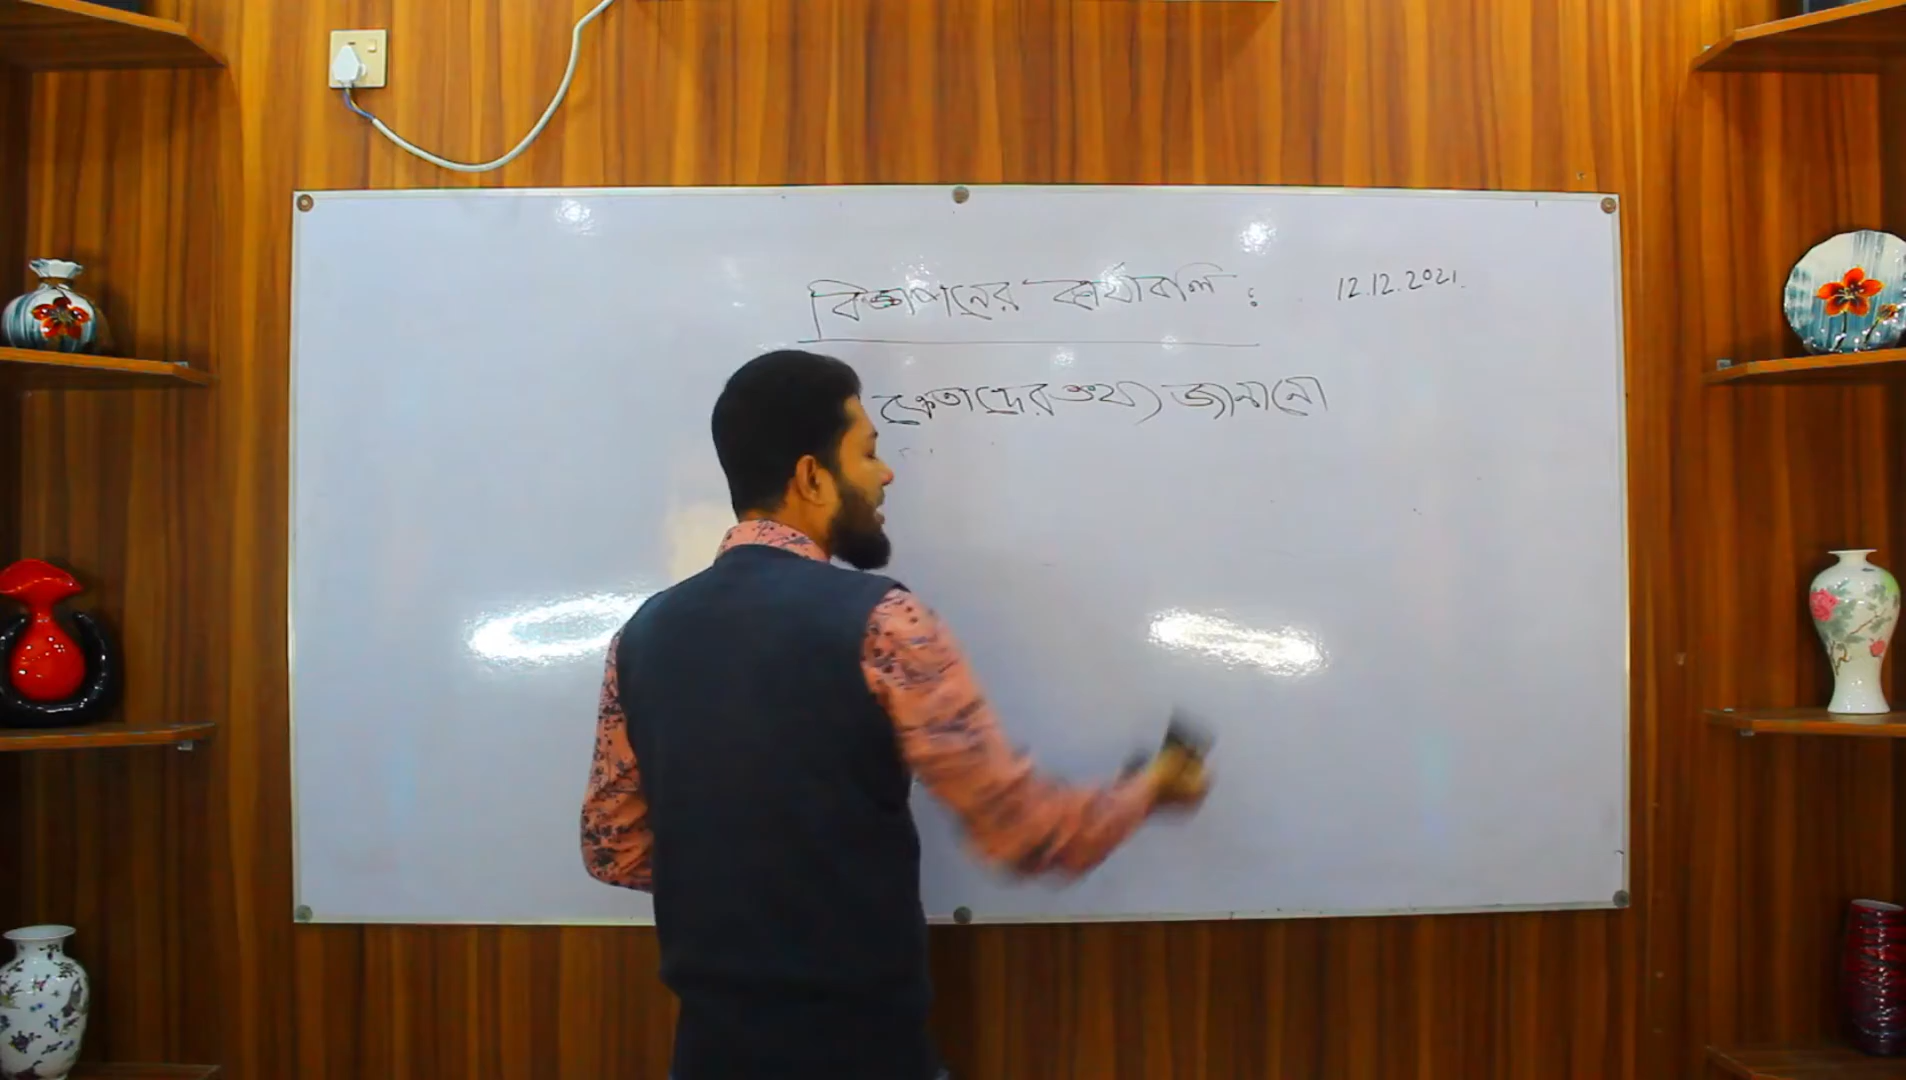 বিজ্ঞাপনের কার্যাবলি : 12.12.2021.
ক্রেতাদের তথ্য জানানো